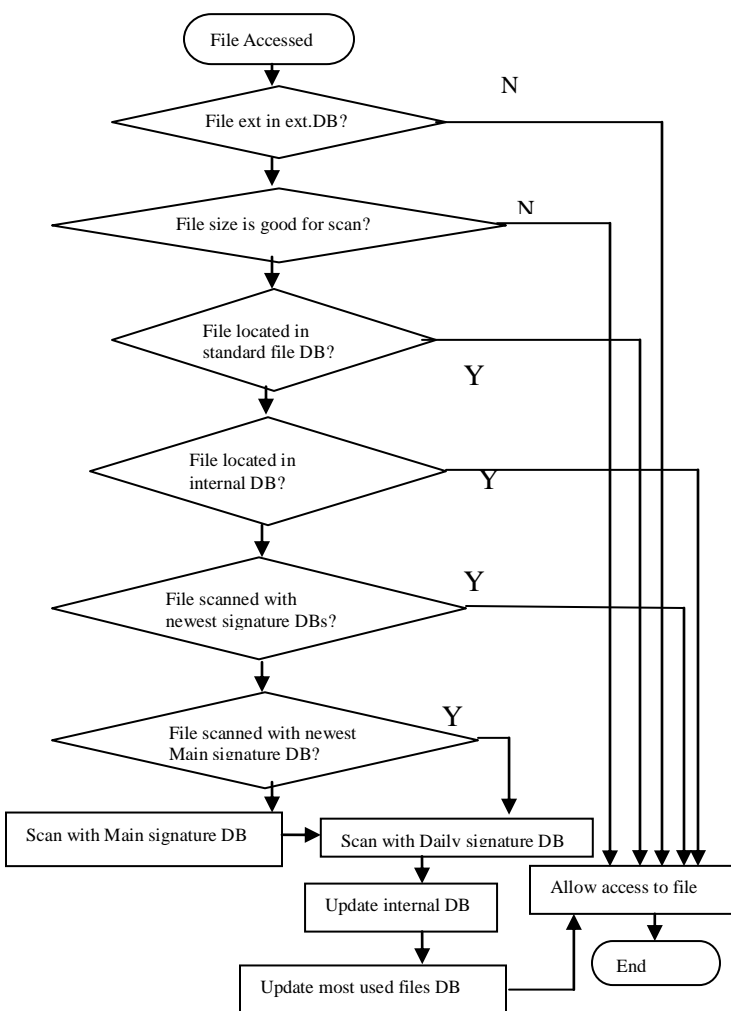 File Accessed
N
File ext in ext.DB?
N
File size is good for scan?
File located in
standard file DB?
Y
File located in
internal DB?
Y
Y
File scanned with
newest signature DBs?
Y
File scanned with newest
Main signature DB?
Scan with Main signature DB
Scan with Daily signature DB
Allow access to file
Update internal DB
End
Update most used files DB